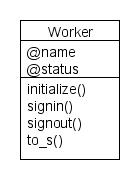 Worker
@name
@status
initialize()
signin()
signout()
to_s()